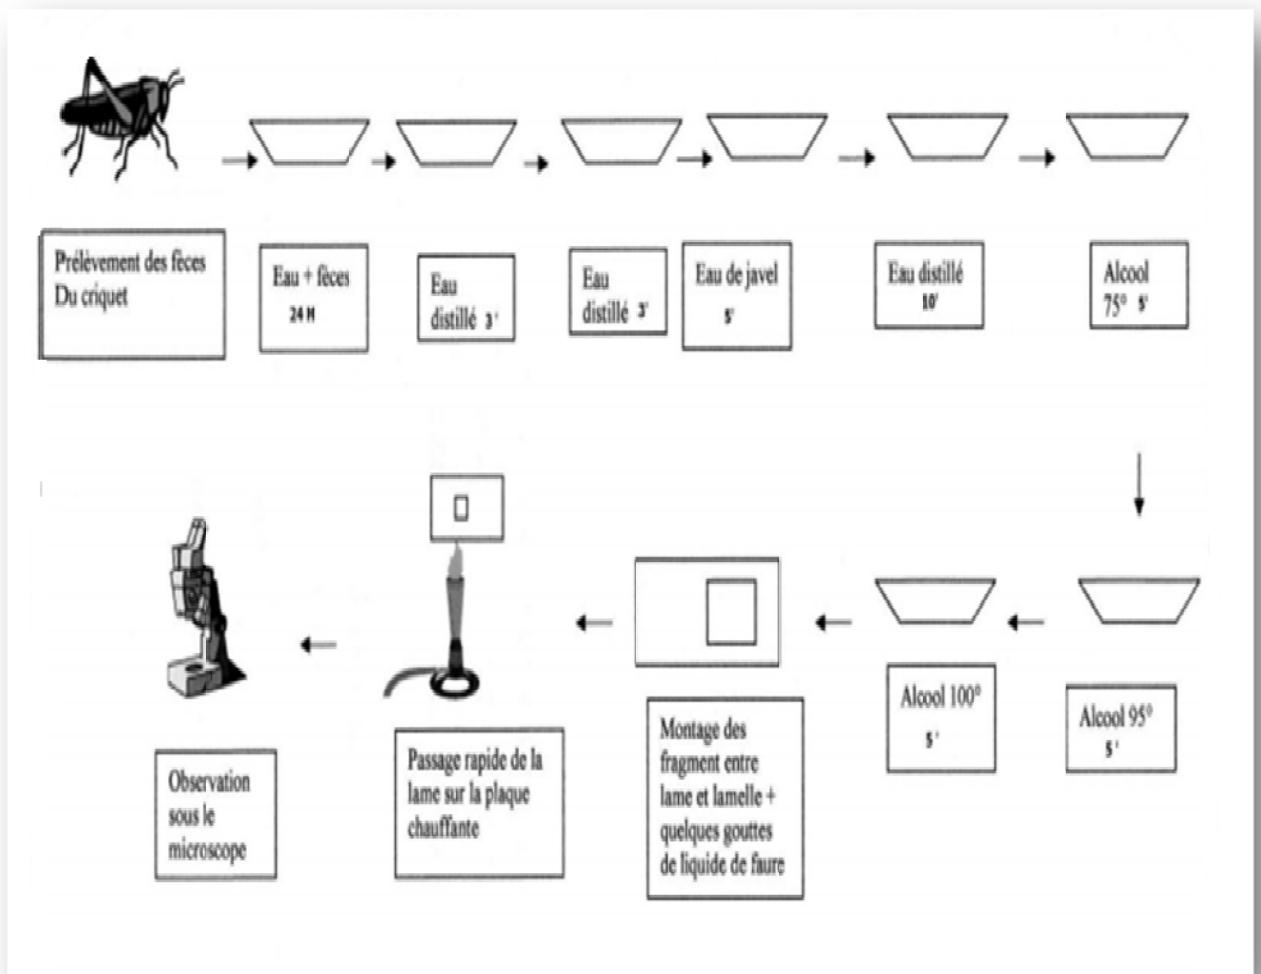 Prélèvement des fèces
Du criquet
Eau + fèces
24 H
Eau
distillé 3'
Eau
distillé 3'
Eau de javel
5'
Eau distillé
10'
Alcool
75° 5'
Alcool 95°
5'
Alcool 100°
5'
Montage des
fragment entre
lame et lamelle +
quelques gouttes
de liquide de faure
Passage rapide de la
lame sur la plaque
chauffante
Observation
sous le
microscope